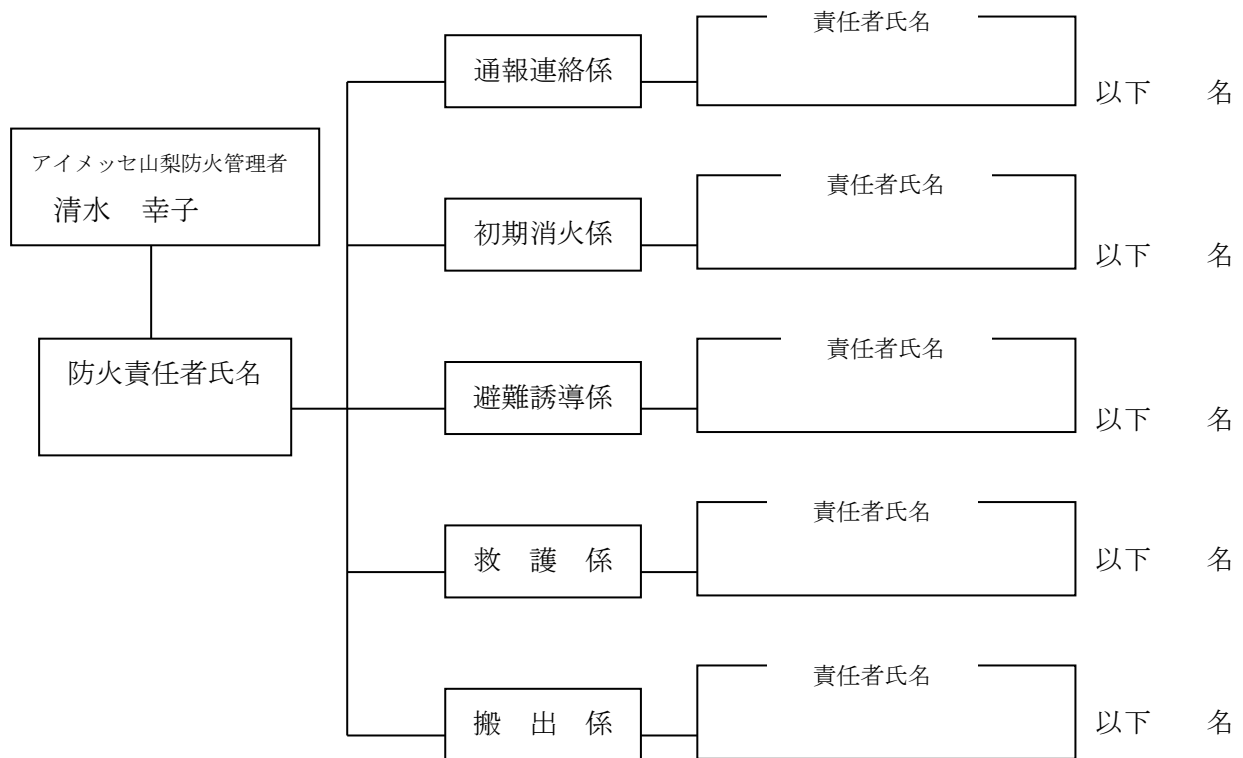 責任者氏名
通報連絡係
以下　　名
アイメッセ山梨防火管理者
清水　幸子
責任者氏名
初期消火係
以下　　名
防火責任者氏名
責任者氏名
避難誘導係
以下　　名
責任者氏名
救　護　係
以下　　名
責任者氏名
搬　出　係
以下　　名